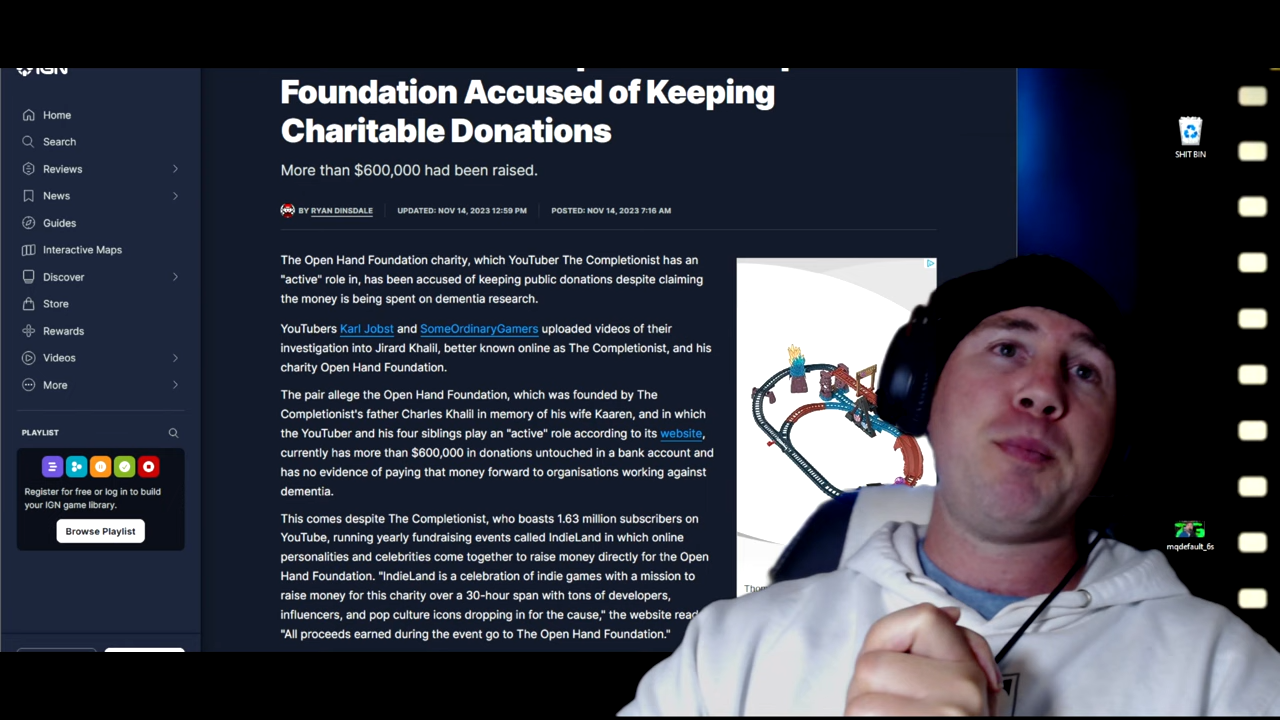 IGN
Home
Search
Reviews
News
Guides
Interactive Maps
Discover
Store
Rewards
Videos
More
PLAYLIST
Register for free or log in to build
your IGN game library.
Browse Playlist
Foundation Accused of Keeping
Charitable Donations
More than $600,000 had been raised.
BY RYAN DINSDALE UPDATED: NOV 14, 2023 12:59 PM POSTED: NOV 14, 2023 7:16 AM
The Open Hand Foundation charity, which YouTuber The Completionist has an
"active" role in, has been accused of keeping public donations despite claiming
the money is being spent on dementia research.
YouTubers Karl Jobst and SomeOrdinaryGamers uploaded videos of their
investigation into Jirard Khalil, better known online as The Completionist, and his
charity Open Hand Foundation.
The pair allege the Open Hand Foundation, which was founded by The
Completionist's father Charles Khalil in memory of his wife Kaaren, and in which
the YouTuber and his four siblings play an "active" role according to its website,
currently has more than $600,000 in donations untouched in a bank account and
has no evidence of paying that money forward to organisations working against
dementia.
This comes despite The Completionist, who boasts 1.63 million subscribers on
YouTube, running yearly fundraising events called IndieLand in which online
personalities and celebrities come together to raise money directly for the Open
Hand Foundation. "IndieLand is a celebration of indie games with a mission to
raise money for this charity over a 30-hour span with tons of developers,
influencers, and pop culture icons dropping in for the cause," the website
"All proceeds earned during the event go to The Open Hand Foundation."
SHIT BIN
mqdefault_6s